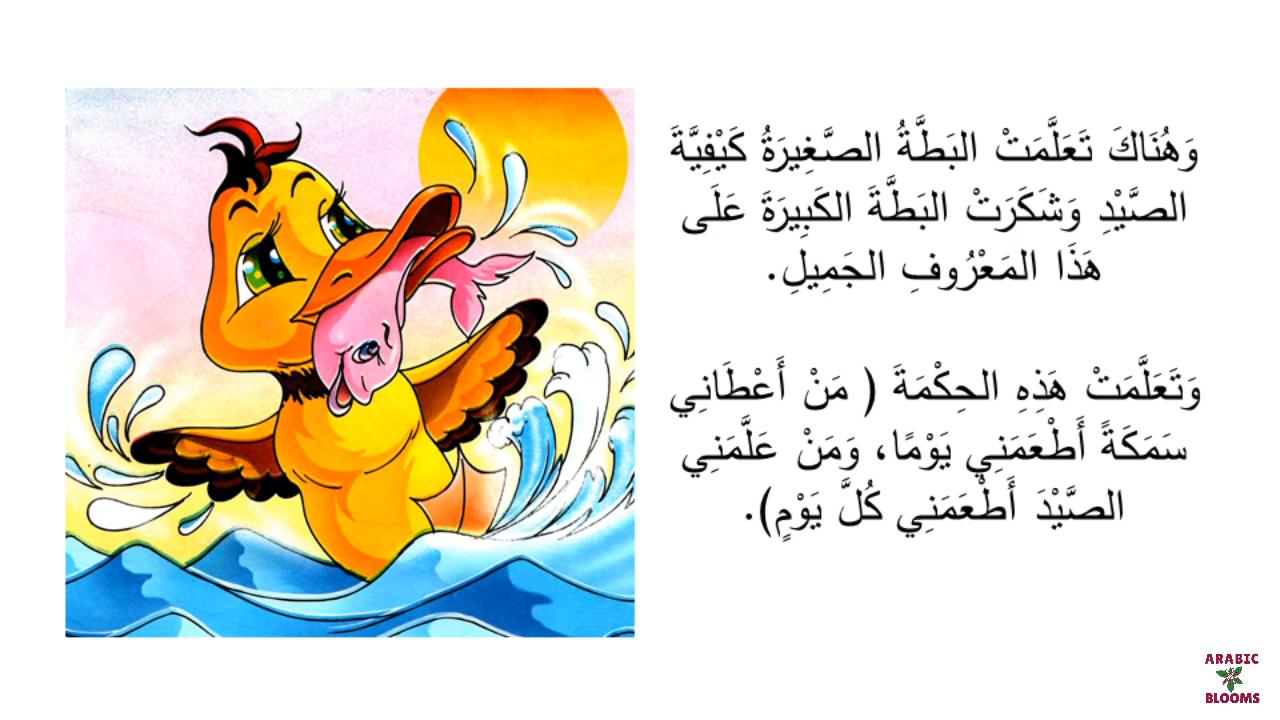 وَهُنَاكَ تَعَلَّمَتْ البَطَّةُ الصَّغِيرَةُ كَيْفِيَّةَ
الصَّيْدِ وَشَكَرَتْ البَطَّةَ الكَبِيرَةَ عَلَى
هَذَا المَعْرُوفِ الجَمِيلِ.
وَتَعَلَّمَتْ هَذِهِ الحِكْمَةَ ( مَنْ أَعْطَانِي
سَمَكَةً أَطْعَمَنِي يَوْمًا، وَمَنْ عَلَّمَنِي
الصَّيْدَ أَطْعَمَنِي كُلَّ يَوْمٍ).
ARABIC
BLOOMS